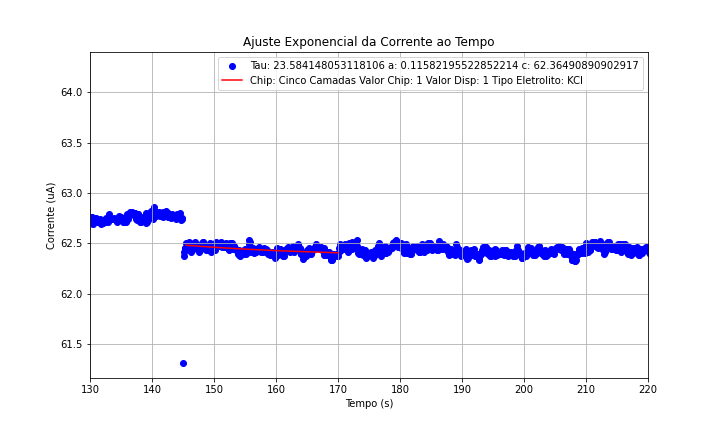 Ajuste Exponencial da Corrente ao Tempo
Tau: 23.584148053118106 a: 0.11582195522852214 c: 62.36490890902917
Chip: Cinco Camadas Valor Chip: 1 Valor Disp: 1 Tipo Eletrolito: KCl
Corrente (uA)
64.0
63.5
63.0
62.5
62.0
61.5
130 140 150 160 170 180 190 200 210 220
Tempo (s)